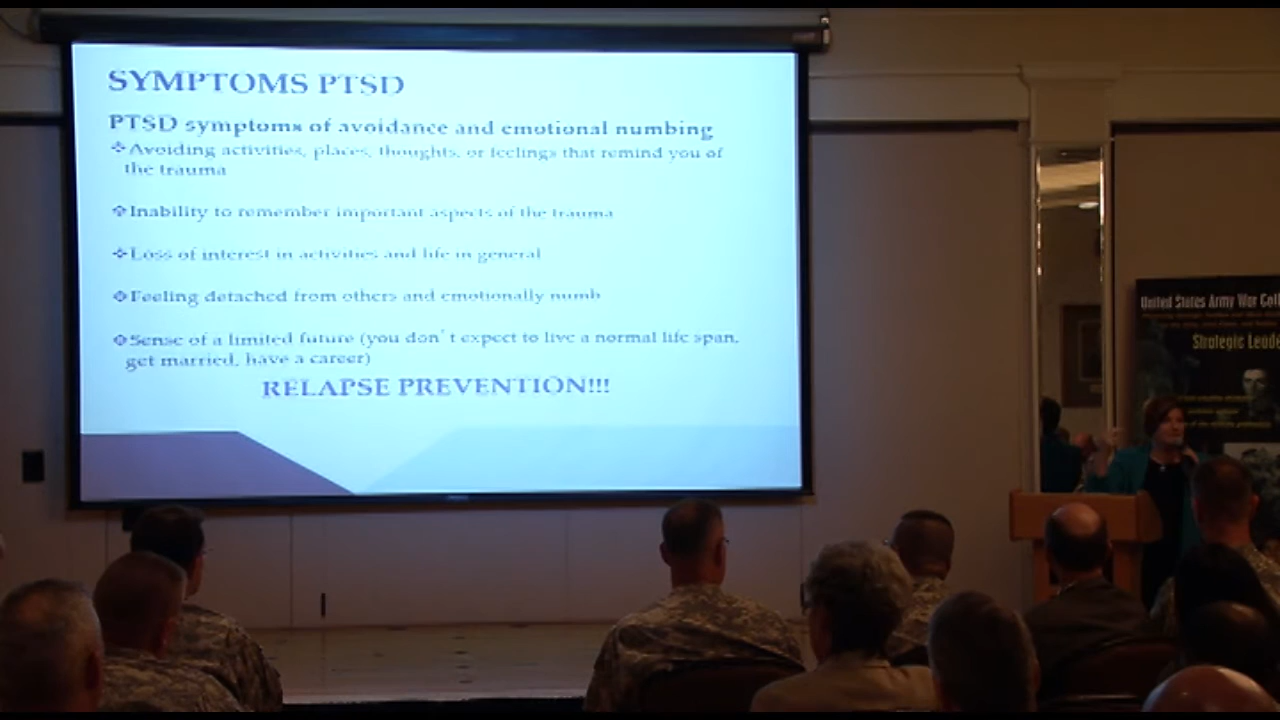 SYMPTOMS PTSD
PTSD symptoms of avoidance and emotional numbing
❖Avoiding activities, places, thoughts, or feelings that remind you of
the trauma
❖Inability to remember important aspects of the trauma
❖Loss of interest in activities and life in general
❖Feeling detached from others and emotionally numb
❖Sense of a limited future (you don't expect to live a normal life span,
get married, have a career)
RELAPSE PREVENTION!!!
United States Army War Coll
Strategic Leade